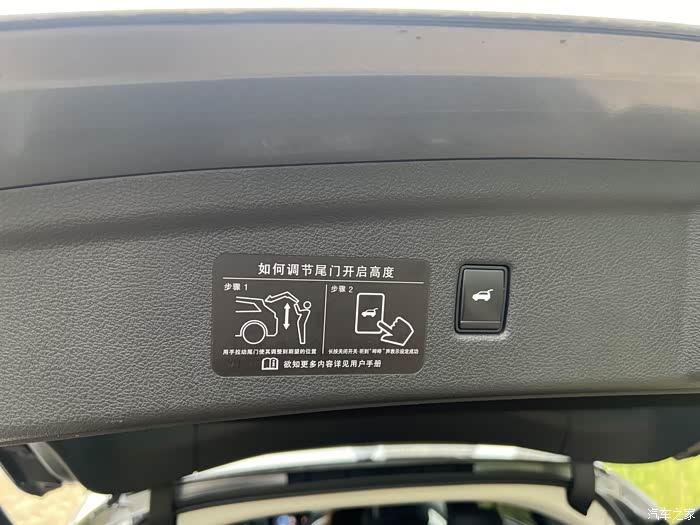 如何调节尾门开启高度
步骤 1
步骤 2
用手拉动尾门使其调整到期望的位置
长按关闭开关·听到"哔哔"声表示设定成功
欲知更多内容详见用户手册
汽车之家